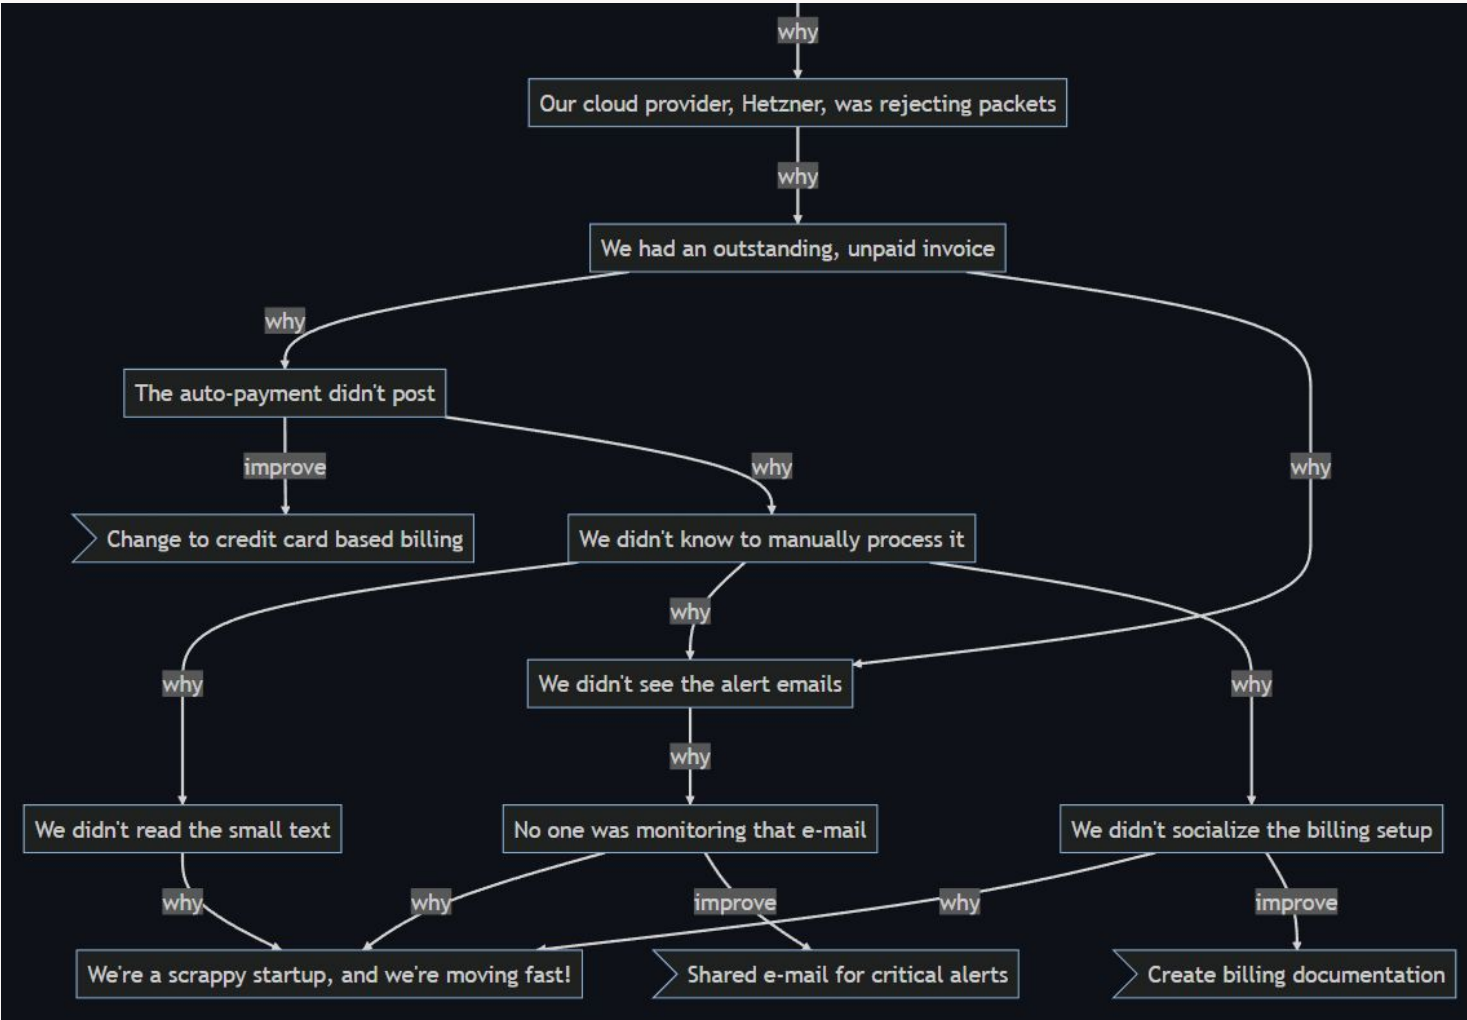 why
Our cloud provider, Hetzner, was rejecting packets
why
We had an outstanding, unpaid invoice
why
The auto-payment didn't post
improve
why
why
Change to credit card based billing
We didn't know to manually process it
why
why
We didn't see the alert emails
why
why
We didn't read the small text
No one was monitoring that e-mail
We didn't socialize the billing setup
why
why
improve
why
improve
We're a scrappy startup, and we're moving fast!
Shared e-mail for critical alerts
Create billing documentation